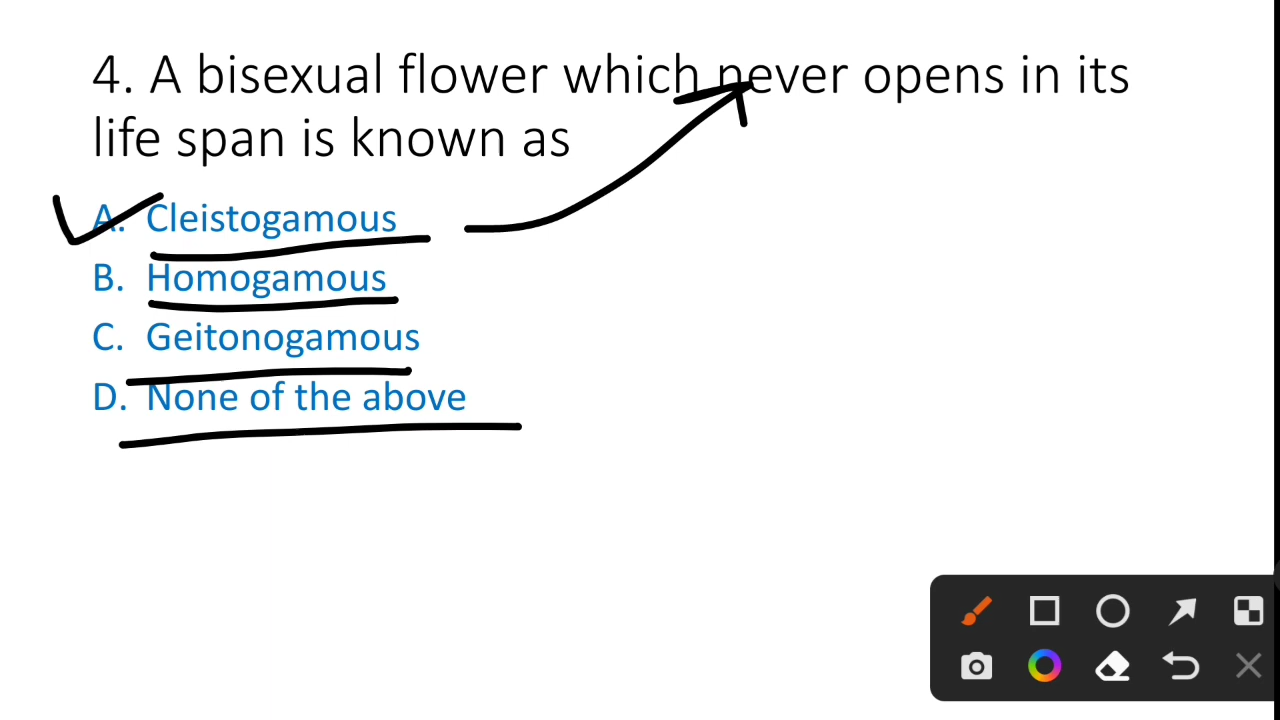 4. A bisexual flower which never opens in its
life span is known as
A. Cleistogamous
B. Homogamous
C. Geitonogamous
D. None of the above